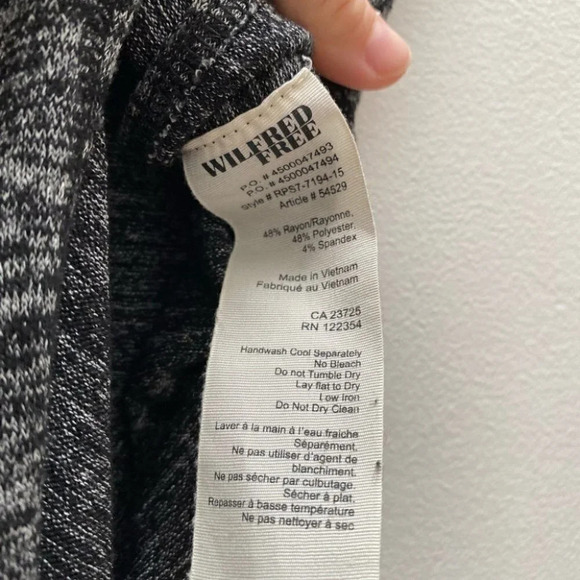 WILFRED
FREE
P.O. # 4500047493
P.O. # 4500047494
Style # RPS7-7194-15
Article # 54529
48% Rayon/Rayonne,
48% Polyester,
4% Spandex
Made in Vietnam
Fabriqué au Vietnam
CA 23725
RN 122354
Handwash Cool Separately
No Bleach
Do not Tumble Dry
Lay flat to Dry
Low Iron
Do Not Dry Clean
Laver à la main à l'eau fraiche
Séparément.
Ne pas utiliser d'agent de
blanchiment.
Ne pas sécher par culbutage.
Sécher à plat.
Repasser à basse température
Ne pas nettoyer à sec